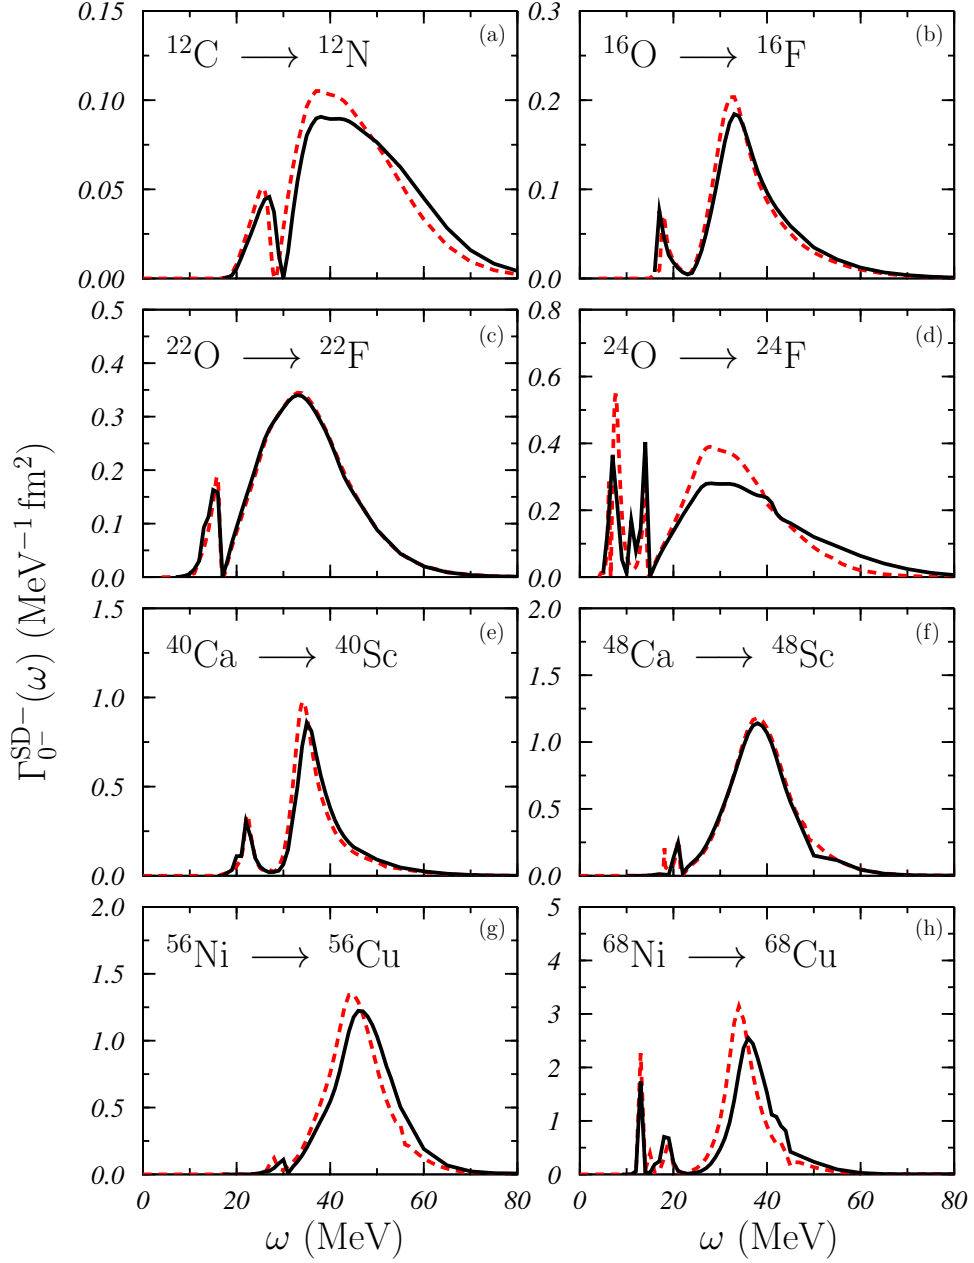 0.15
0.10
0.05
0.00
¹²C ⟶ ¹²N
(a)
0.3
0.2
0.1
0.0
¹⁶O ⟶ ¹⁶F
(b)
0.5
0.4
0.3
0.2
0.1
0.0
²²O ⟶ ²²F
(c)
0.8
0.6
0.4
0.2
0.0
²⁴O ⟶ ²⁴F
(d)
Γ₀₋^{SD−}(ω) (MeV⁻¹ fm²)
1.5
1.0
0.5
0.0
⁴⁰Ca ⟶ ⁴⁰Sc
(e)
2.0
1.5
1.0
0.5
0.0
⁴⁸Ca ⟶ ⁴⁸Sc
(f)
2.0
1.5
1.0
0.5
0.0
⁵⁶Ni ⟶ ⁵⁶Cu
(g)
5
4
3
2
1
0
⁶⁸Ni ⟶ ⁶⁸Cu
(h)
0 20 40 60 80
0 20 40 60 80
ω (MeV)
ω (MeV)